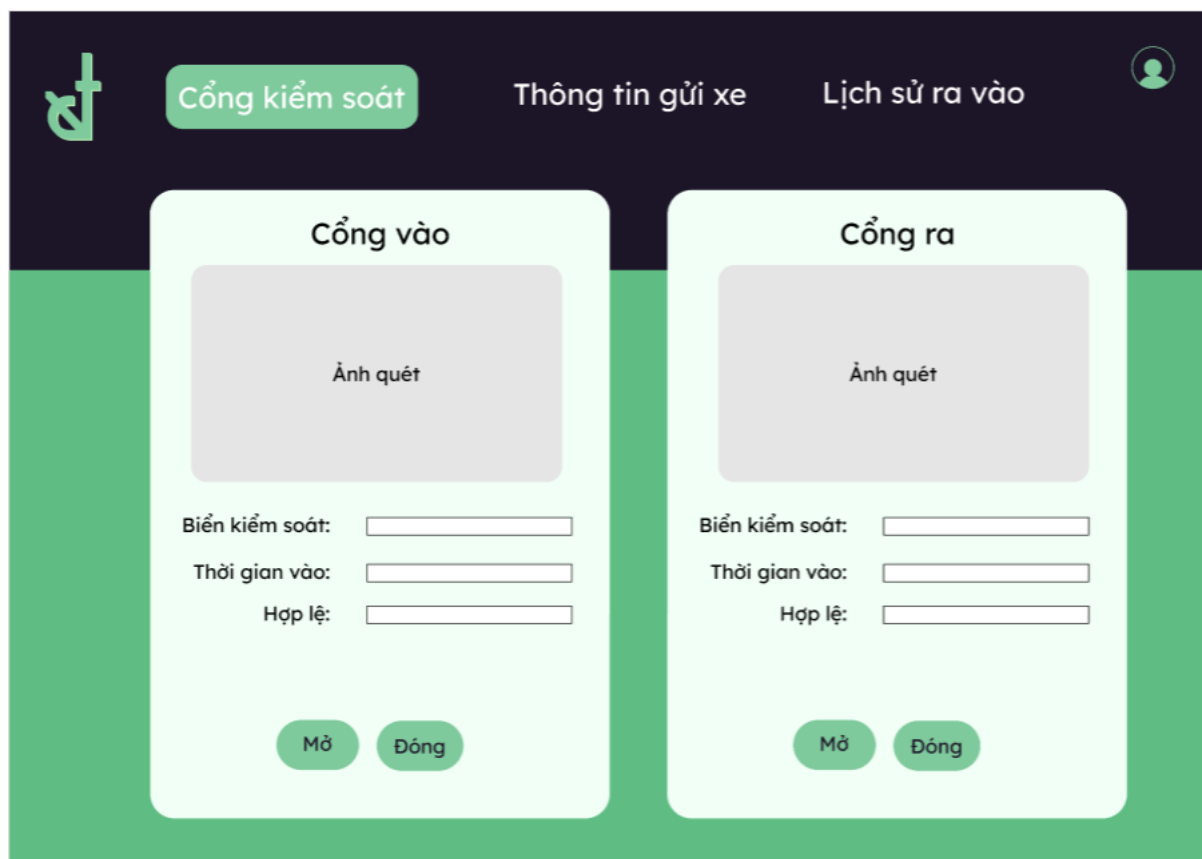 Cổng kiểm soát
Thông tin gửi xe
Lịch sử ra vào
Cổng vào
Ảnh quét
Biển kiểm soát:
Thời gian vào:
Hợp lệ:
Mở
Đóng
Cổng ra
Ảnh quét
Biển kiểm soát:
Thời gian vào:
Hợp lệ:
Mở
Đóng